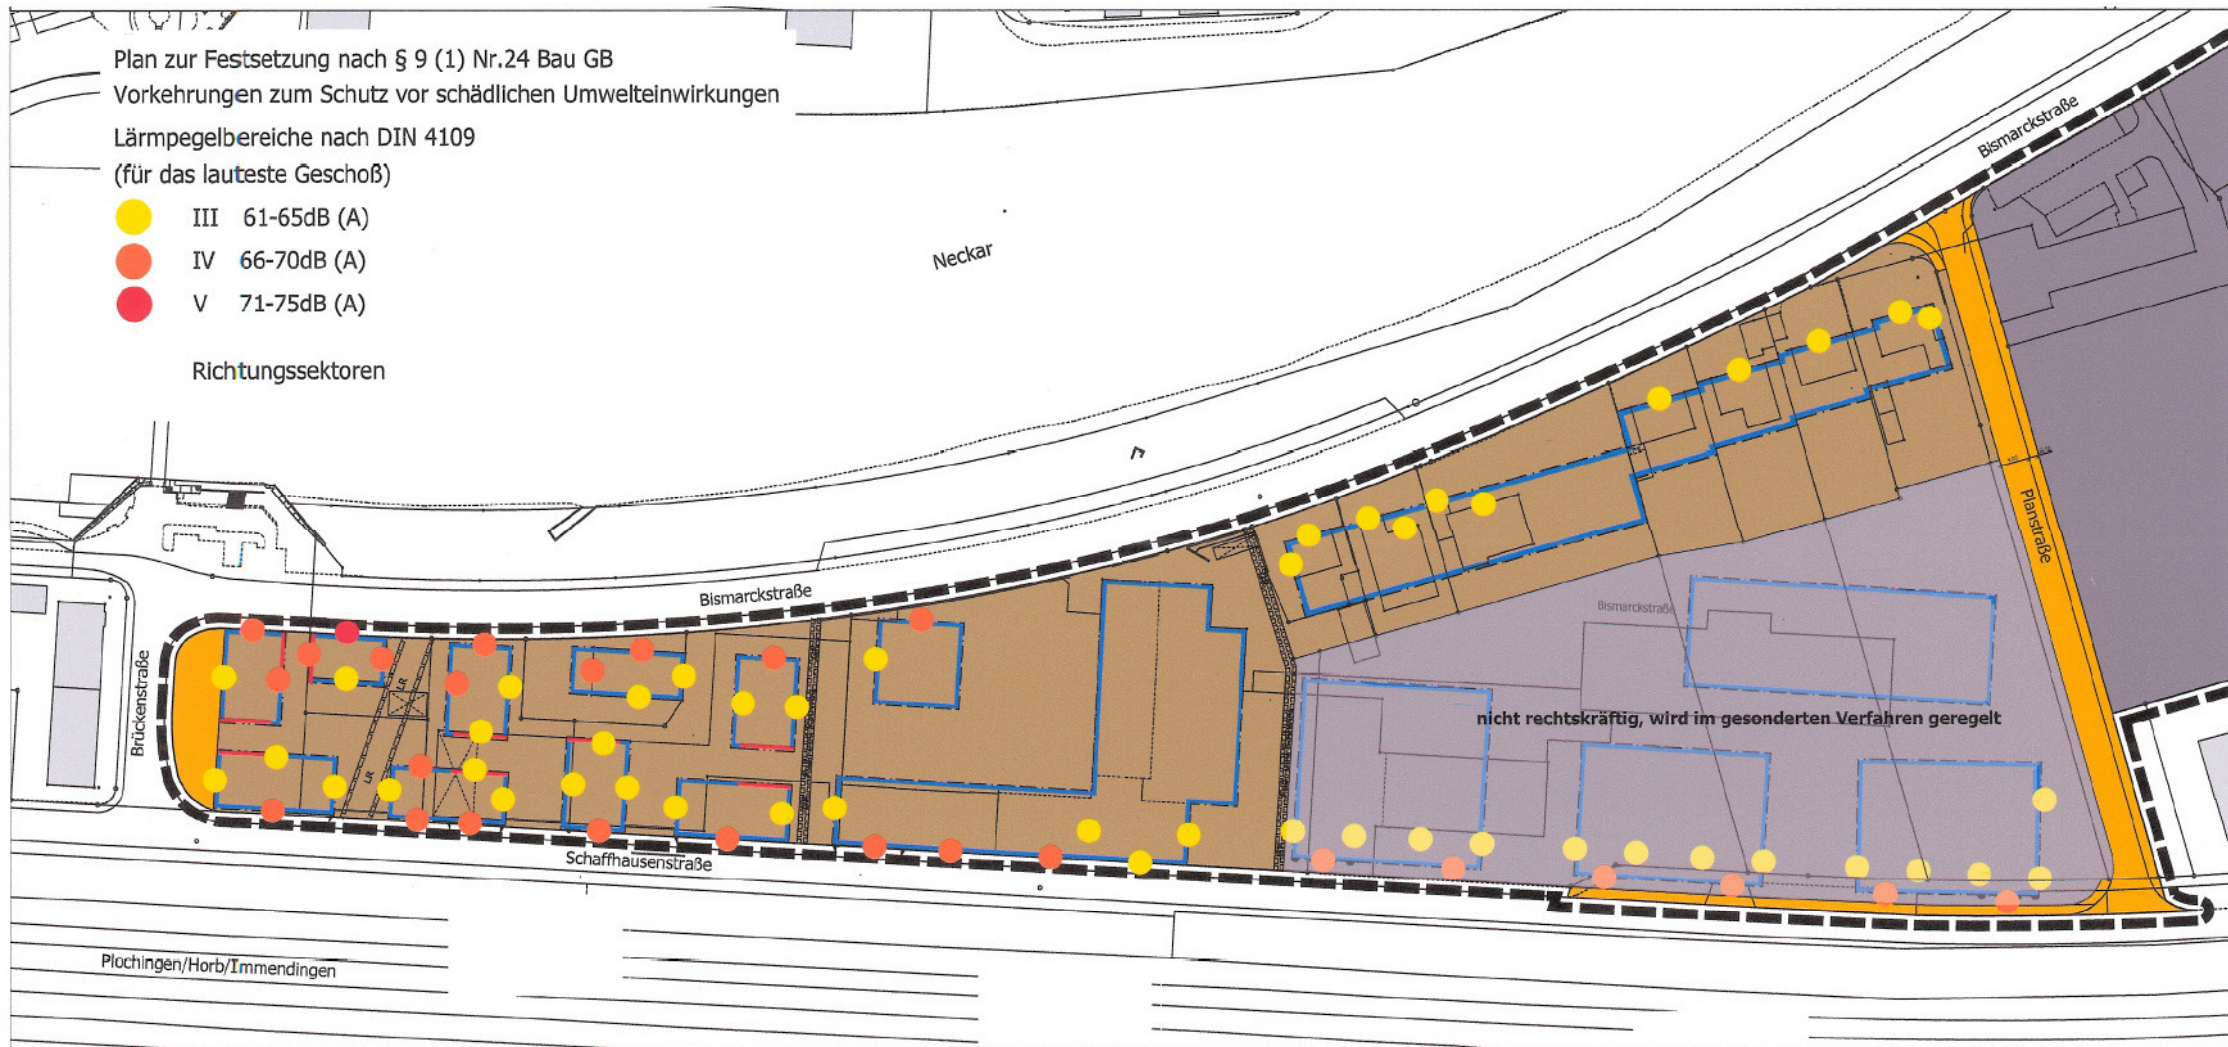 Plan zur Festsetzung nach § 9 (1) Nr.24 Bau GB
Vorkehrungen zum Schutz vor schädlichen Umwelteinwirkungen
Lärmpegelbereiche nach DIN 4109
(für das lauteste Geschoß)
III 61-65dB (A)
IV 66-70dB (A)
V 71-75dB (A)
Richtungssektoren
Neckar
Bismarckstraße
Bismarckstraße
Bismarckstraße
Planstraße
Brückenstraße
LR
LR
nicht rechtskräftig, wird im gesonderten Verfahren geregelt
Schaffhausenstraße
Plochingen/Horb/Immendingen